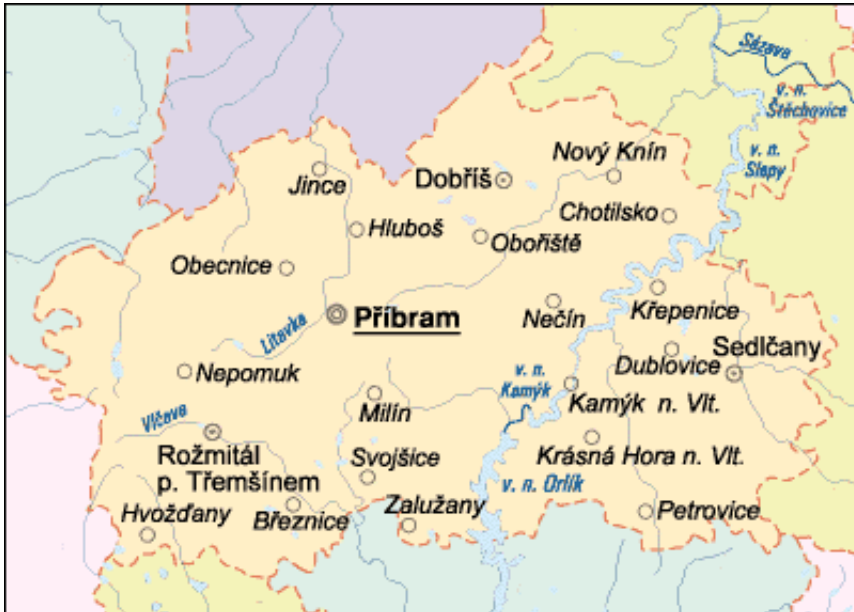 Sázava
v. n.
Štěchovice
v. n.
Slapy
Nový Knín
Dobříš
Jince
Chotilsko
Hluboš
Obořiště
Obecnice
Křepenice
Nečín
Příbram
Litavka
Sedlčany
Dublovice
v. n.
Kamýk
Nepomuk
Kamýk n. Vlt.
Milín
Vlčava
Rožmitál
p. Třemšínem
Krásná Hora n. Vlt.
Svojšice
v. n. Orlík
Zalužany
Petrovice
Březnice
Hvožďany